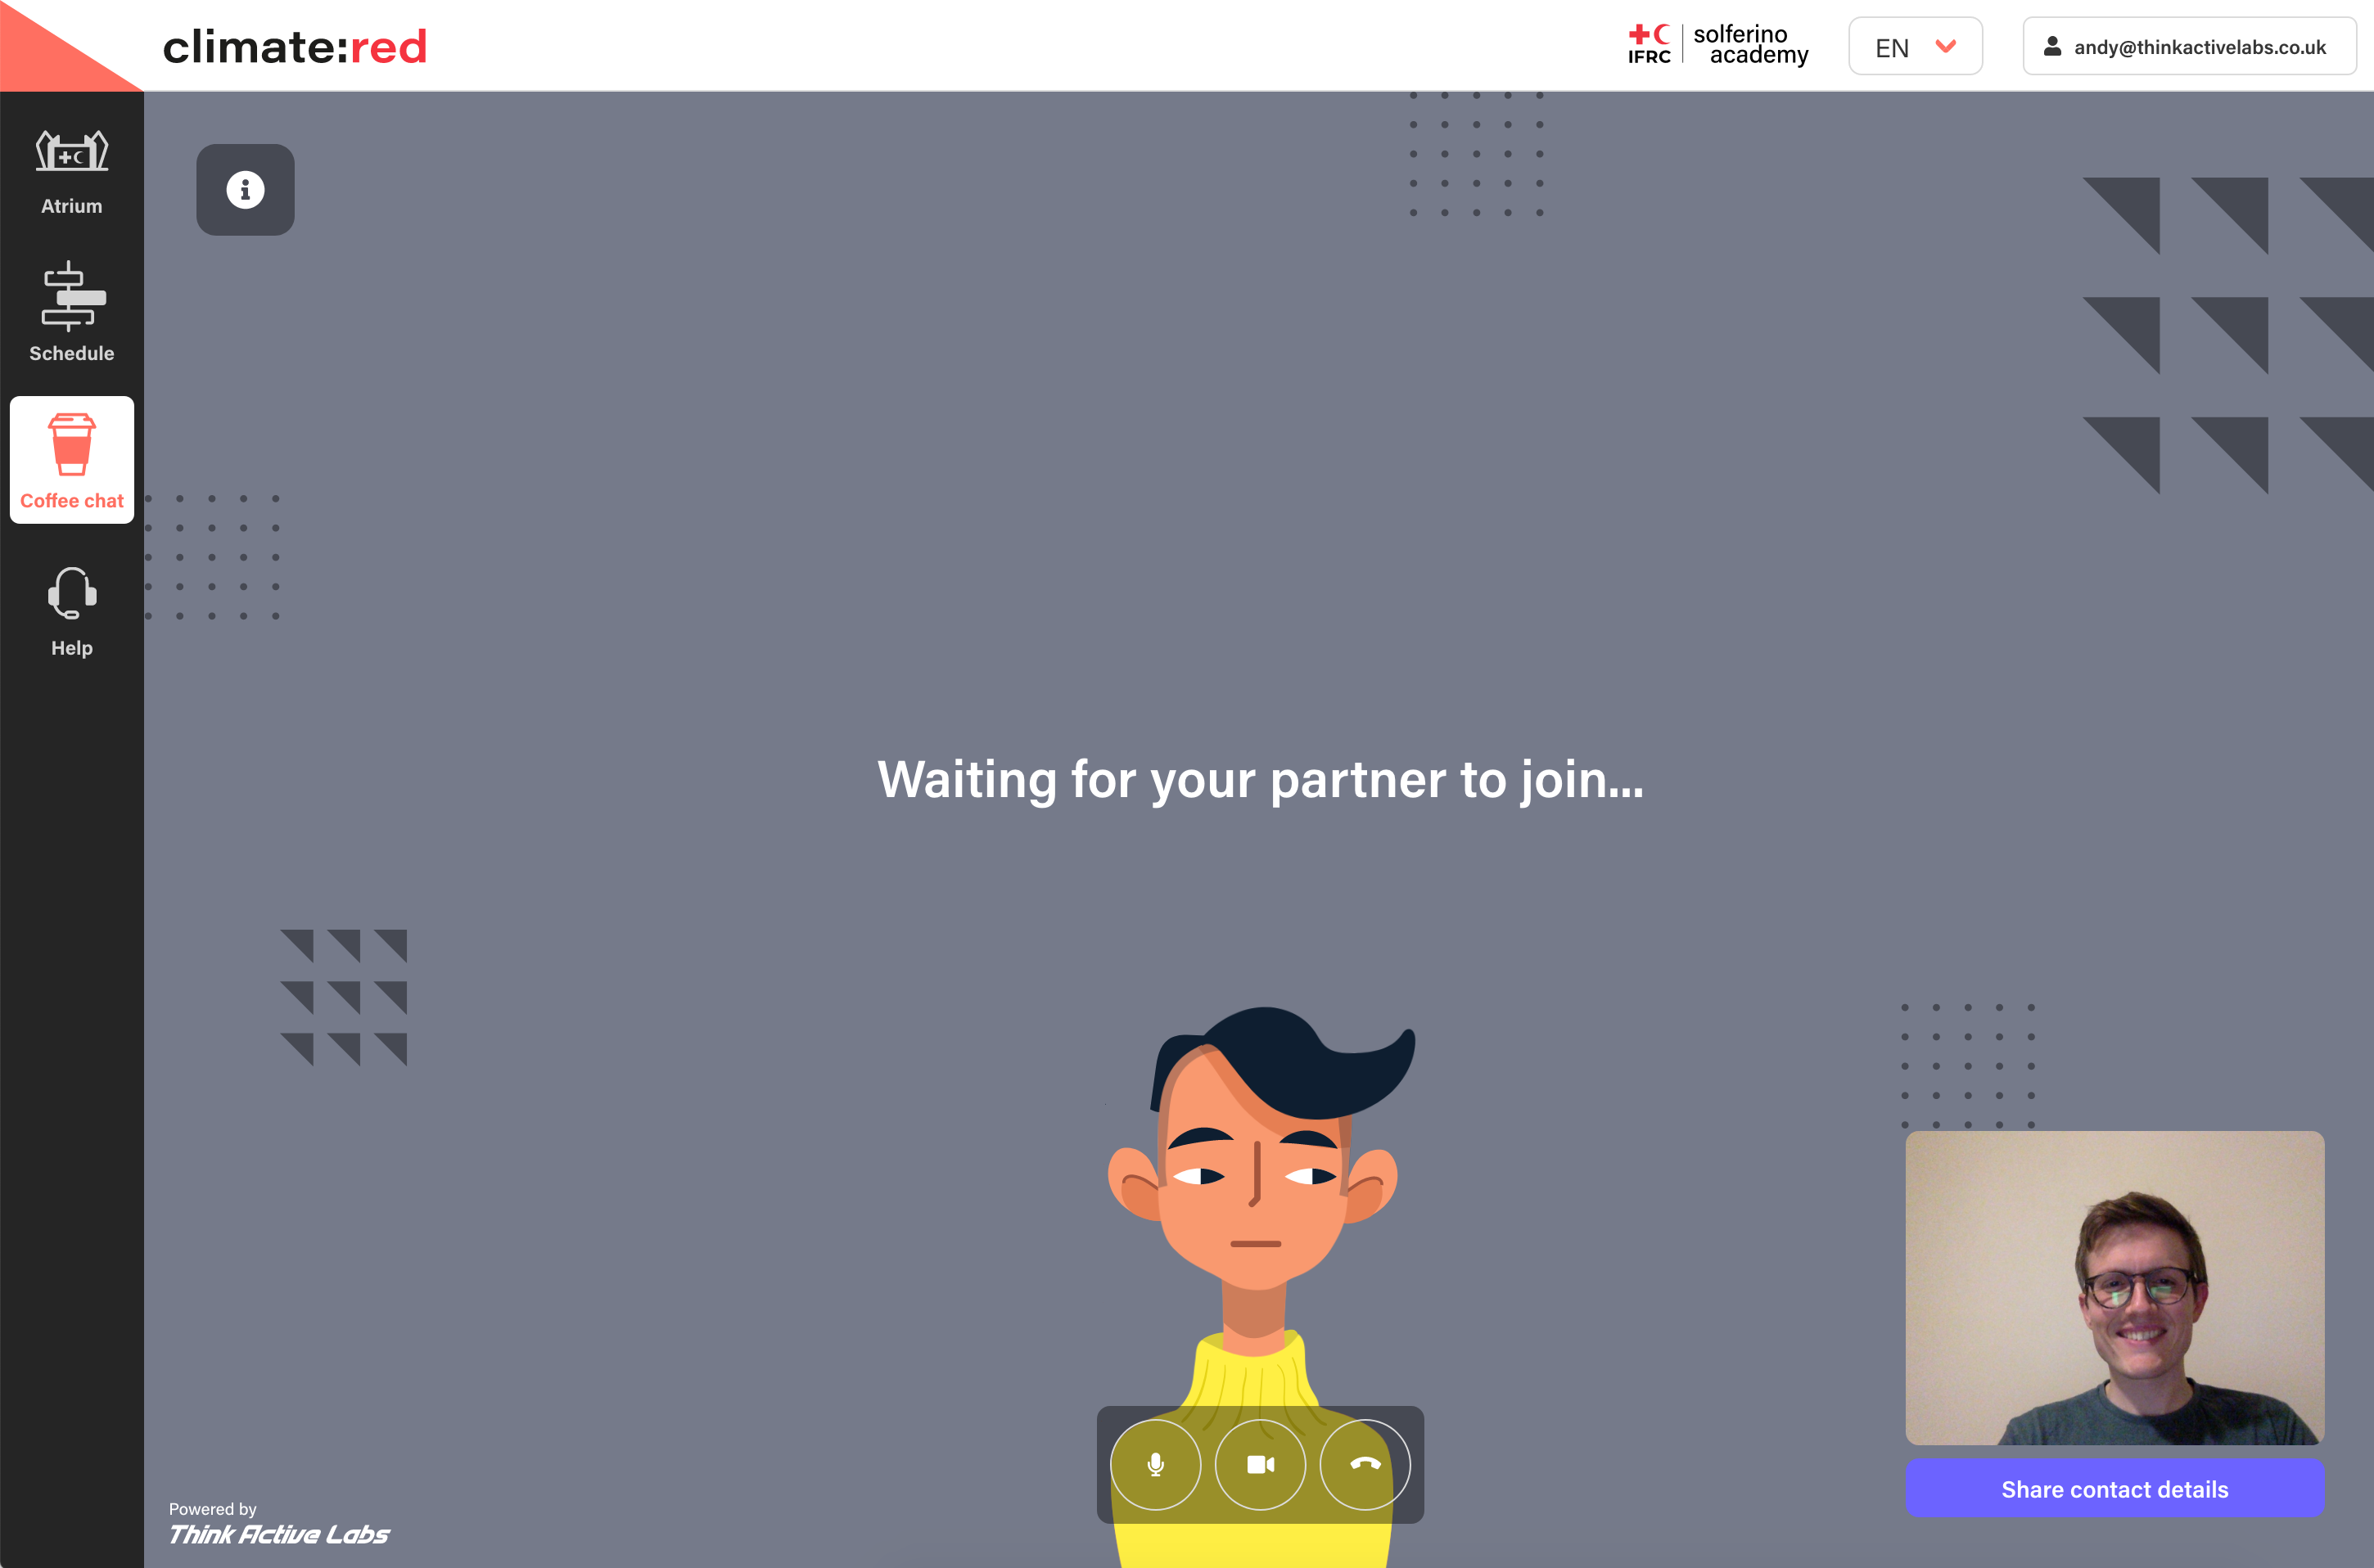 climate:red
IFRC
solferino
academy
EN
andy@thinkactivelabs.co.uk
Atrium
Schedule
Coffee chat
Help
Waiting for your partner to join...
Share contact details
Powered by
Think Active Labs